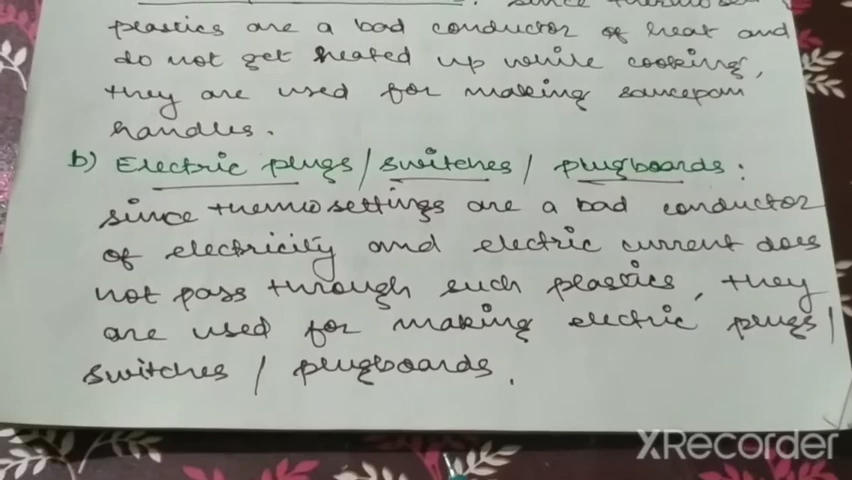 since thermosett
plastics are a bad conductor of heat and
do not get heated up while cooking,
they are used for making saucepan
handles.
b) Electric plugs / switches / plugboards :
since thermosettings are a bad conductor
of electricity and electric current does
not pass through such plastics, they
are used for making electric plugs /
switches / plugboards.
XRecorder